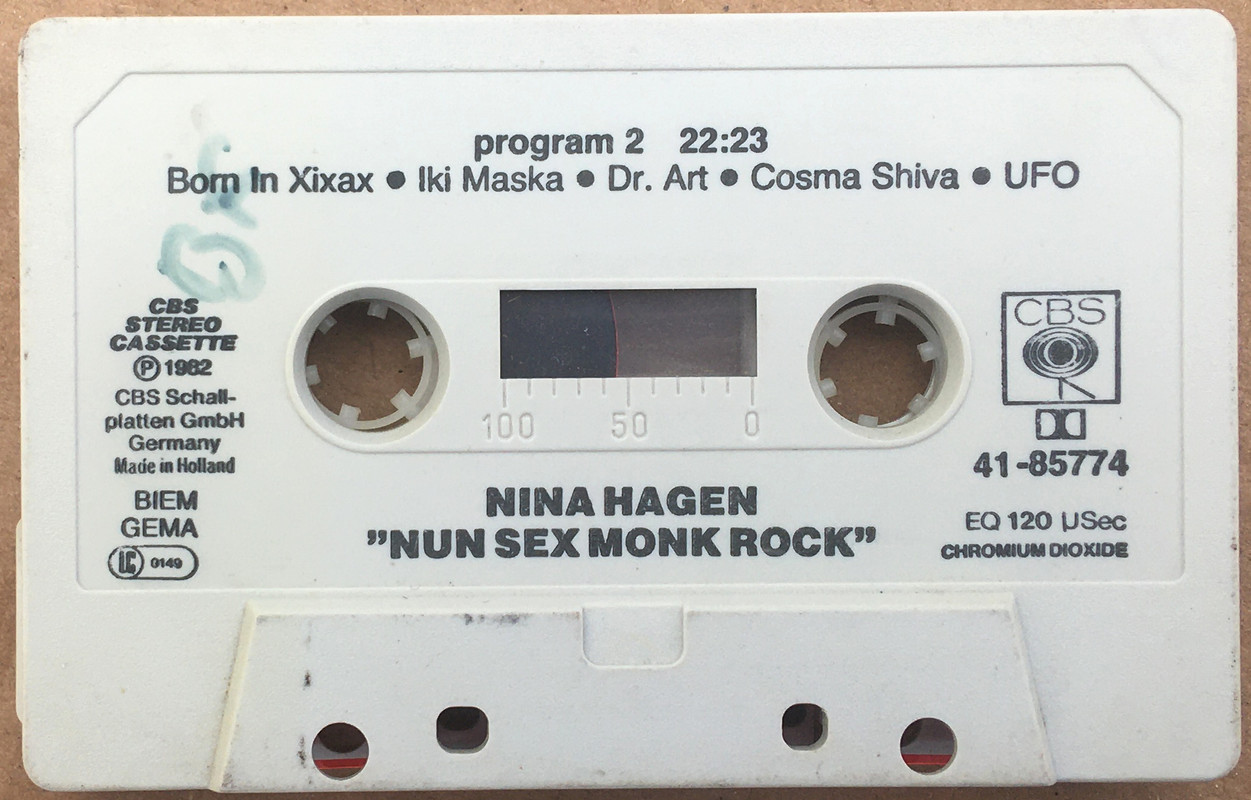 program 2 22:23
Born In Xixax • Iki Maska • Dr. Art • Cosma Shiva • UFO
CBS
STEREO
CASSETTE
Ⓟ 1982
CBS Schall-
platten GmbH
Germany
Made in Holland
BIEM
GEMA
LC 0149
100 50 0
CBS
41-85774
EQ 120 µSec
CHROMIUM DIOXIDE
NINA HAGEN
”NUN SEX MONK ROCK”